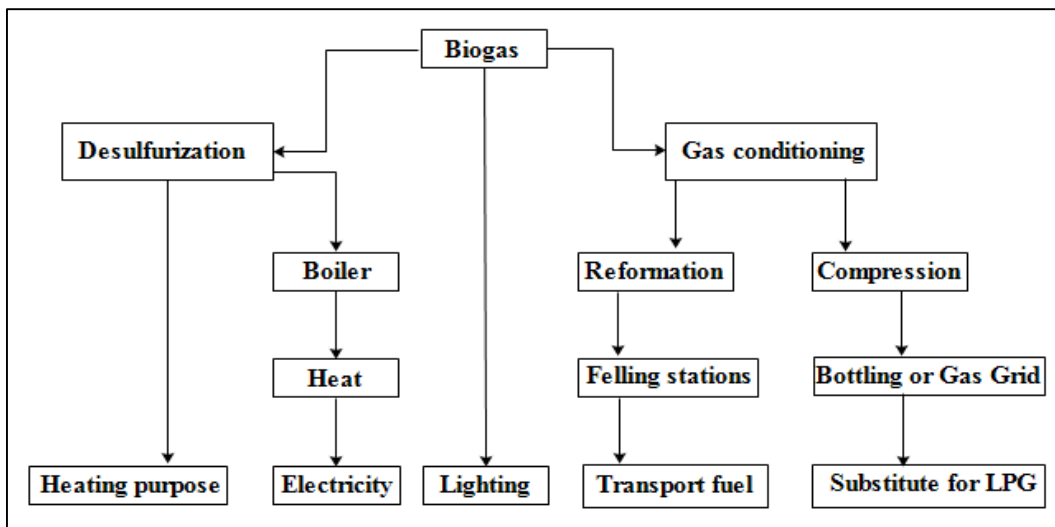 Biogas
Desulfurization
Gas conditioning
Boiler
Reformation
Compression
Heat
Felling stations
Bottling or Gas Grid
Heating purpose
Electricity
Lighting
Transport fuel
Substitute for LPG